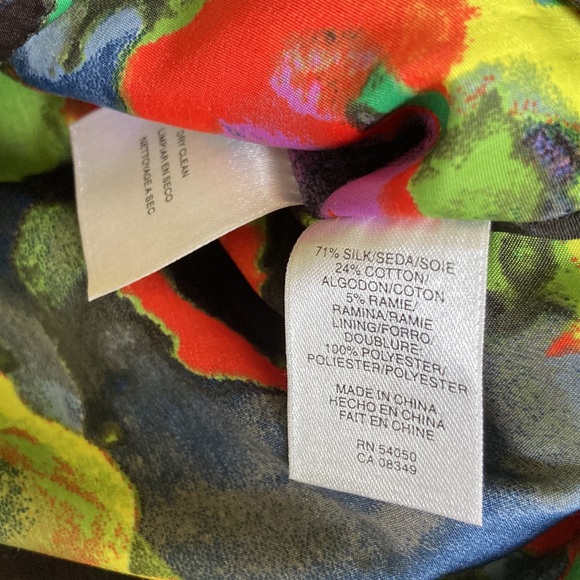 DRY CLEAN
LIMPIAR EN SECO
NETTOYAGE A SEC
71% SILK/SEDA/SOIE
24% COTTON/
ALGODON/COTON
5% RAMIE/
RAMINA/RAMIE
LINING/FORRO/
DOUBLURE:
100% POLYESTER/
POLIESTER/POLYESTER
MADE IN CHINA
HECHO EN CHINA
FAIT EN CHINE
RN 54050
CA 08349